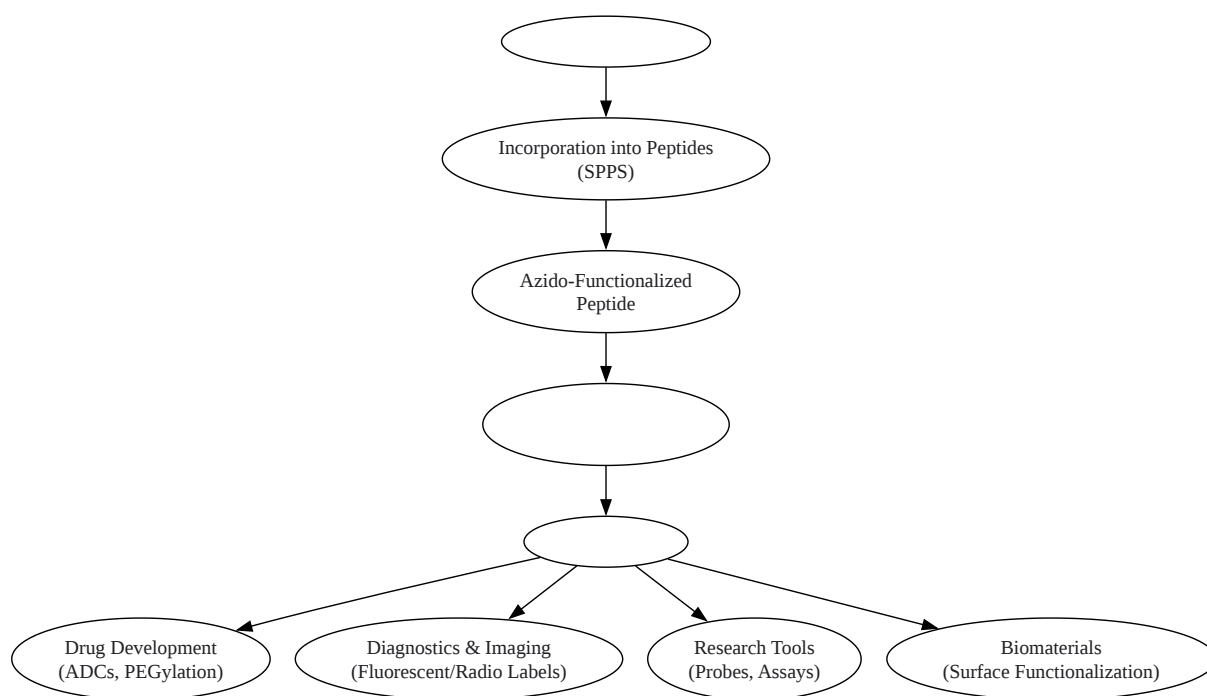 Incorporation into Peptides
(SPPS)
Azido-Functionalized
Peptide
Drug Development
(ADCs, PEGylation)
Diagnostics & Imaging
(Fluorescent/Radio Labels)
Research Tools
(Probes, Assays)
Biomaterials
(Surface Functionalization)